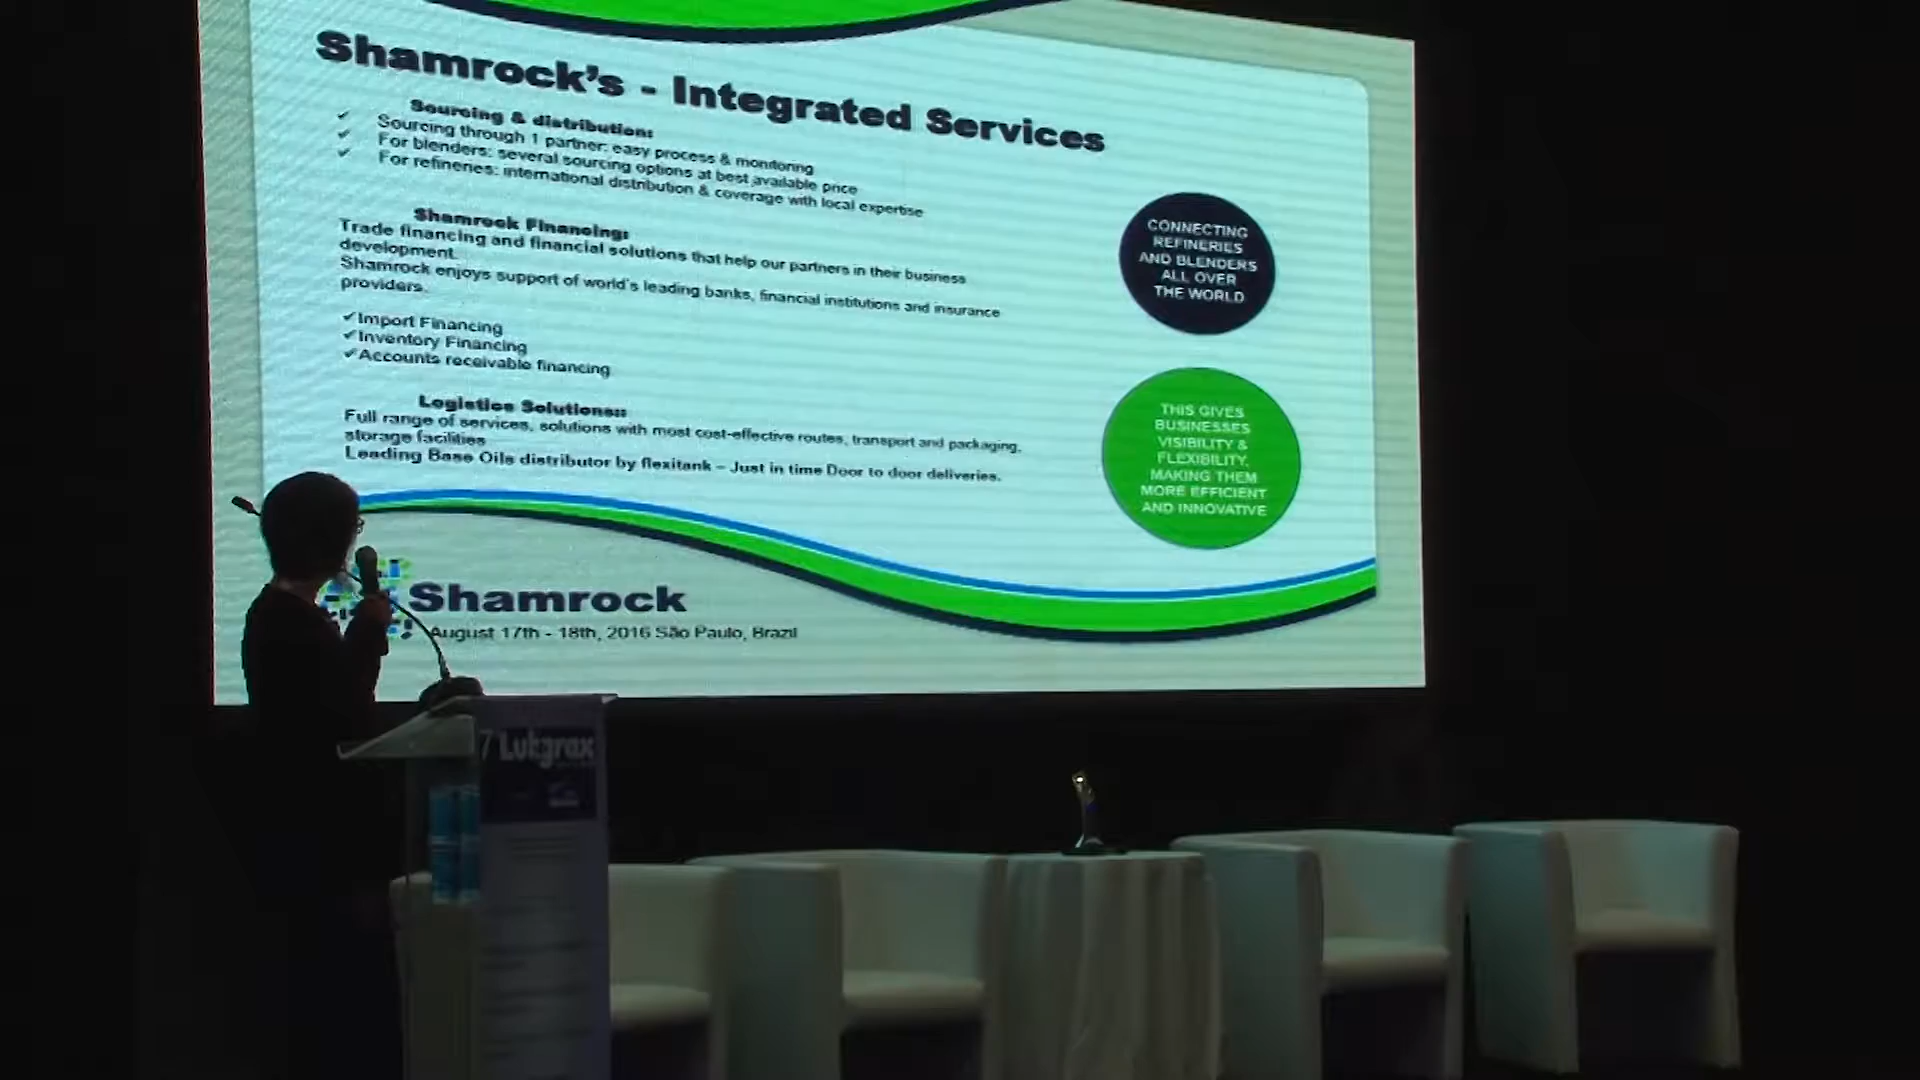 Shamrock's - Integrated Services
Sourcing & distribution:
✓ Sourcing through 1 partner: easy process & monitoring
✓ For blenders: several sourcing options at best available price
✓ For refineries: international distribution & coverage with local expertise
Shamrock Financing:
Trade financing and financial solutions that help our partners in their business
development.
Shamrock enjoys support of world's leading banks, financial institutions and insurance
providers.
✓Import Financing
✓Inventory Financing
✓Accounts receivable financing
Logistics Solutions::
Full range of services, solutions with most cost-effective routes, transport and packaging,
storage facilities
Leading Base Oils distributor by flexitank – Just in time Door to door deliveries.
CONNECTING
REFINERIES
AND BLENDERS
ALL OVER
THE WORLD
THIS GIVES
BUSINESSES
VISIBILITY &
FLEXIBILITY,
MAKING THEM
MORE EFFICIENT
AND INNOVATIVE
Shamrock
August 17th - 18th, 2016 São Paulo, Brazil
7 Lubgrax